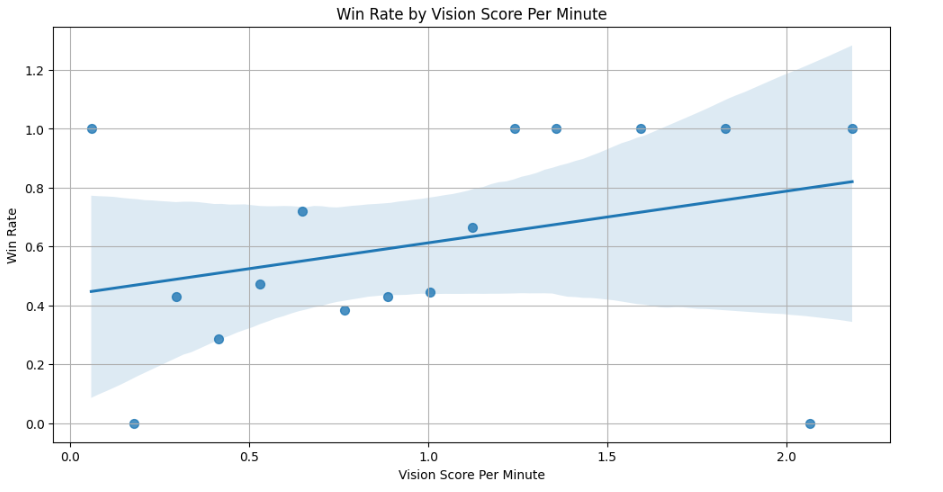 Win Rate by Vision Score Per Minute
Win Rate
1.2
1.0
0.8
0.6
0.4
0.2
0.0
0.0 0.5 1.0 1.5 2.0
Vision Score Per Minute